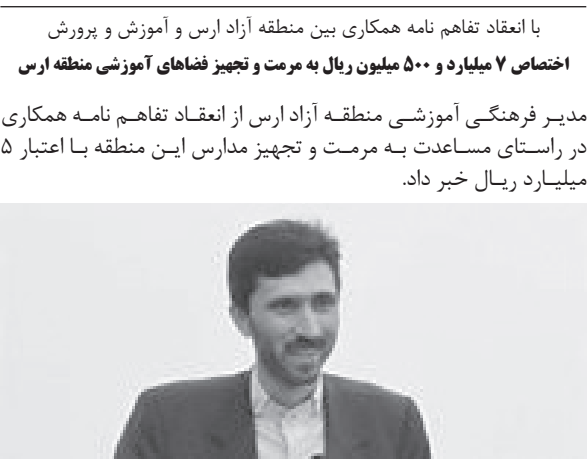 با انعقاد تفاهم نامه همکاری بین منطقه آزاد ارس و آموزش و پرورش
اختصاص ۷ میلیارد و ۵۰۰ میلیون ریال به مرمت و تجهیز فضاهای آموزشی منطقه ارس
مدیر فرهنگی آموزشی منطقه آزاد ارس از انعقاد تفاهم نامه همکاری
در راستای مساعدت به مرمت و تجهیز مدارس این منطقه با اعتبار ۵
میلیارد ریال خبر داد.